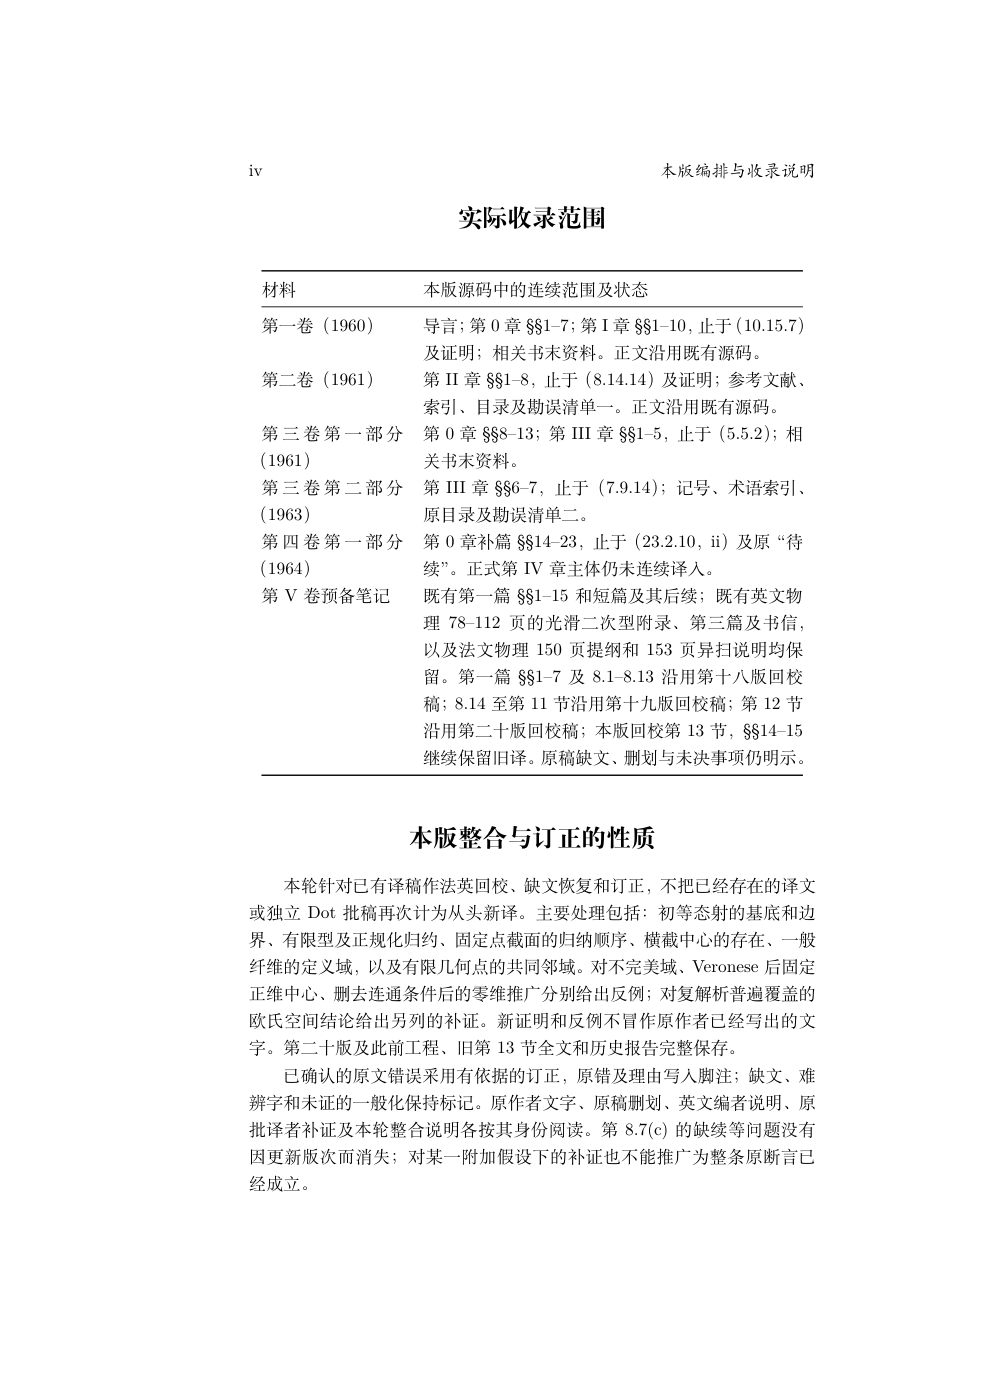 iv 本版编排与收录说明
实际收录范围
材料 本版源码中的连续范围及状态
第一卷（1960） 导言；第 0 章 §§1–7；第 I 章 §§1–10，止于（10.15.7）
及证明；相关书末资料。正文沿用既有源码。
第二卷（1961） 第 II 章 §§1–8，止于（8.14.14）及证明；参考文献、
索引、目录及勘误清单一。正文沿用既有源码。
第三卷第一部分 第 0 章 §§8–13；第 III 章 §§1–5，止于（5.5.2）；相
（1961） 关书末资料。
第三卷第二部分 第 III 章 §§6–7，止于（7.9.14）；记号、术语索引、
（1963） 原目录及勘误清单二。
第四卷第一部分 第 0 章补篇 §§14–23，止于（23.2.10, ii）及原“待
（1964） 续”。正式第 IV 章主体仍未连续译入。
第 V 卷预备笔记 既有第一篇 §§1–15 和短篇及其后续；既有英文物
理 78–112 页的光滑二次型附录、第三篇及书信，
以及法文物理 150 页提纲和 153 页异扫说明均保
留。第一篇 §§1–7 及 8.1–8.13 沿用第十八版回校
稿；8.14 至第 11 节沿用第十九版回校稿；第 12 节
沿用第二十版回校稿；本版回校第 13 节，§§14–15
继续保留旧译。原稿缺文、删划与未决事项仍明示。
本版整合与订正的性质
本轮针对已有译稿作法英回校、缺文恢复和订正，不把已经存在的译文
或独立 Dot 批稿再次计为从头新译。主要处理包括：初等态射的基底和边
界、有限型及正规化归约、固定点截面的归纳顺序、横截中心的存在、一般
纤维的定义域，以及有限几何点的共同邻域。对不完美域、Veronese 后固定
正维中心、删去连通条件后的零维推广分别给出反例；对复解析普遍覆盖的
欧氏空间结论给出另列的补证。新证明和反例不冒作原作者已经写出的文
字。第二十版及此前工程、旧第 13 节全文和历史报告完整保存。
已确认的原文错误采用有依据的订正，原错及理由写入脚注；缺文、难
辨字和未证的一般化保持标记。原作者文字、原稿删划、英文编者说明、原
批译者补证及本轮整合说明各按其身份阅读。第 8.7(c) 的缺续等问题没有
因更新版次而消失；对某一附加假设下的补证也不能推广为整条原断言已
经成立。